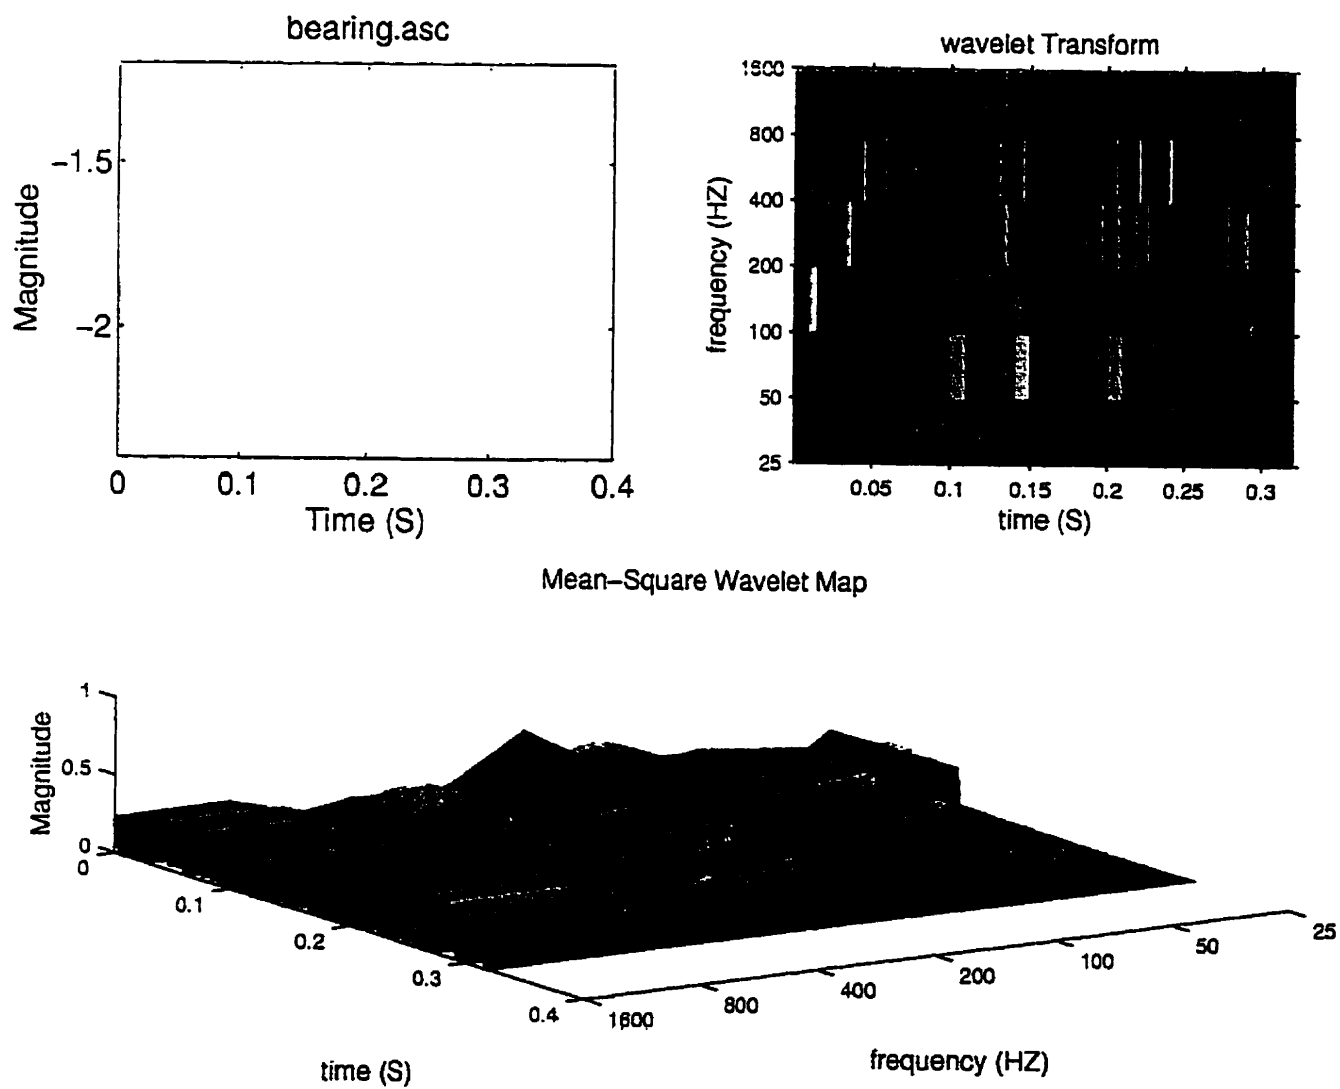 bearing.asc
−1.5
−2
Magnitude
0 0.1 0.2 0.3 0.4
Time (S)
wavelet Transform
1600
800
400
200
100
50
25
frequency (HZ)
0.05 0.1 0.15 0.2 0.25 0.3
time (S)
Mean−Square Wavelet Map
1
0.5
0
Magnitude
0
0.1
0.2
0.3
0.4
time (S)
1600 800 400 200 100 50 25
frequency (HZ)